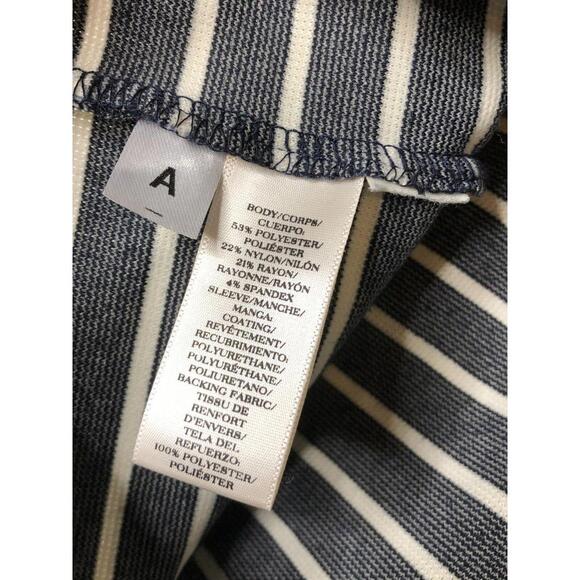 A
BODY/CORPS/
CUERPO:
53% POLYESTER/
POLIÉSTER
22% NYLON/NILÓN
21% RAYON/
RAYONNE/RAYÓN
4% SPANDEX
SLEEVE/MANCHE/
MANGA:
COATING/
REVÊTEMENT/
RECUBRIMIENTO:
POLYURETHANE/
POLYURÉTHANE/
POLIURETANO/
BACKING FABRIC/
TISSU DE
RENFORT
D'ENVERS/
TELA DEL
REFUERZO:
100% POLYESTER/
POLIÉSTER